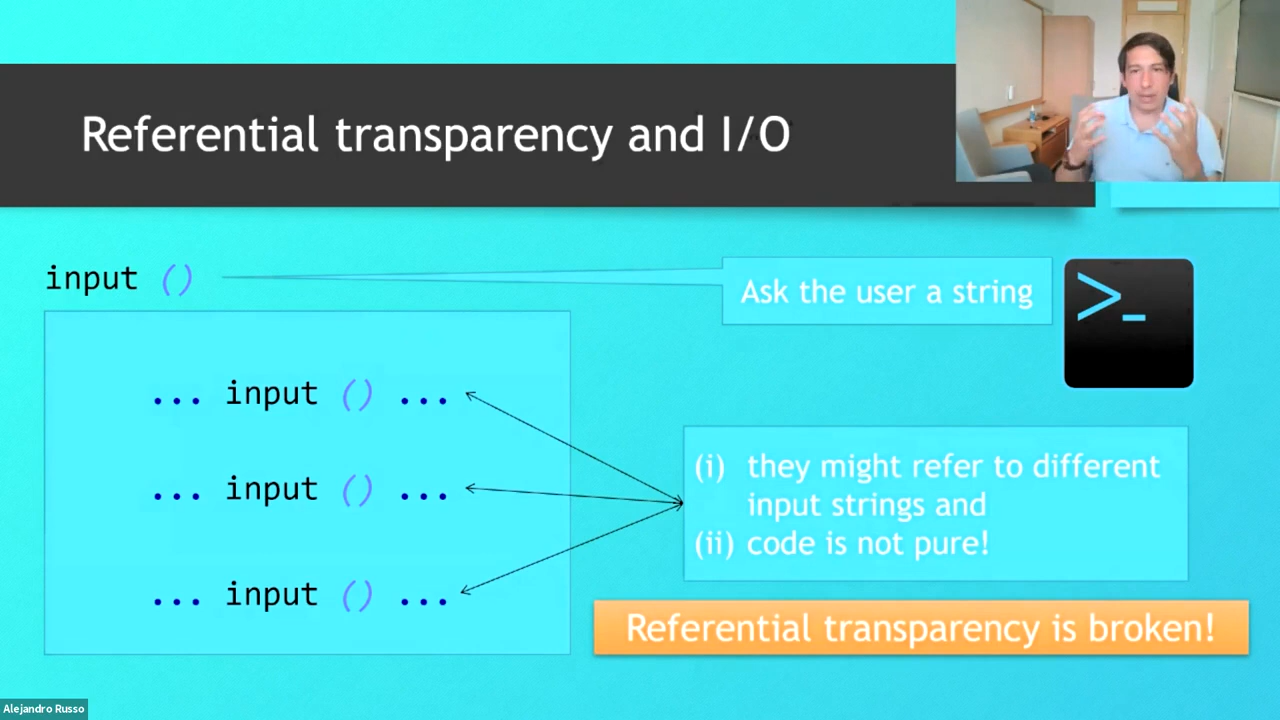 Referential transparency and I/O
input ()
Ask the user a string
>_
... input () ...
... input () ...
... input () ...
(i) they might refer to different
input strings and
(ii) code is not pure!
Referential transparency is broken!
Alejandro Russo